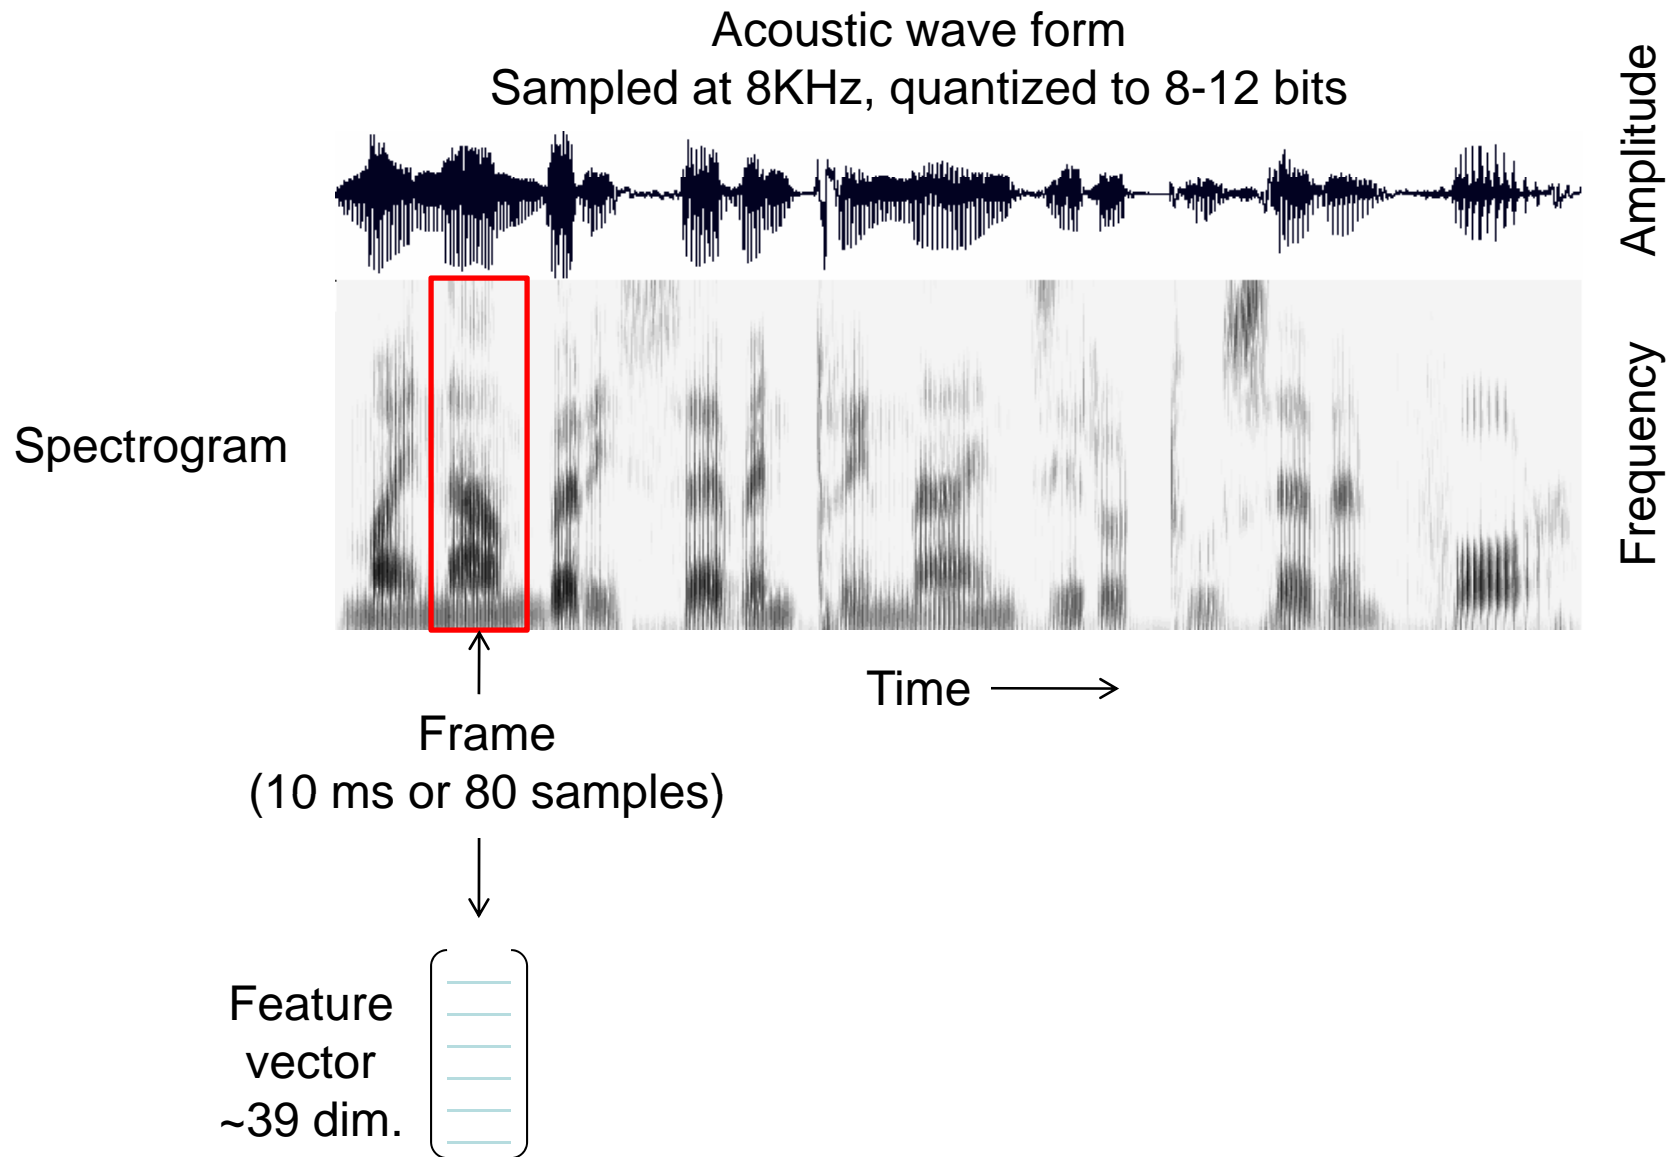 Acoustic wave form
Sampled at 8KHz, quantized to 8-12 bits
Amplitude
Spectrogram
Frequency
Time
Frame
(10 ms or 80 samples)
Feature
vector
~39 dim.